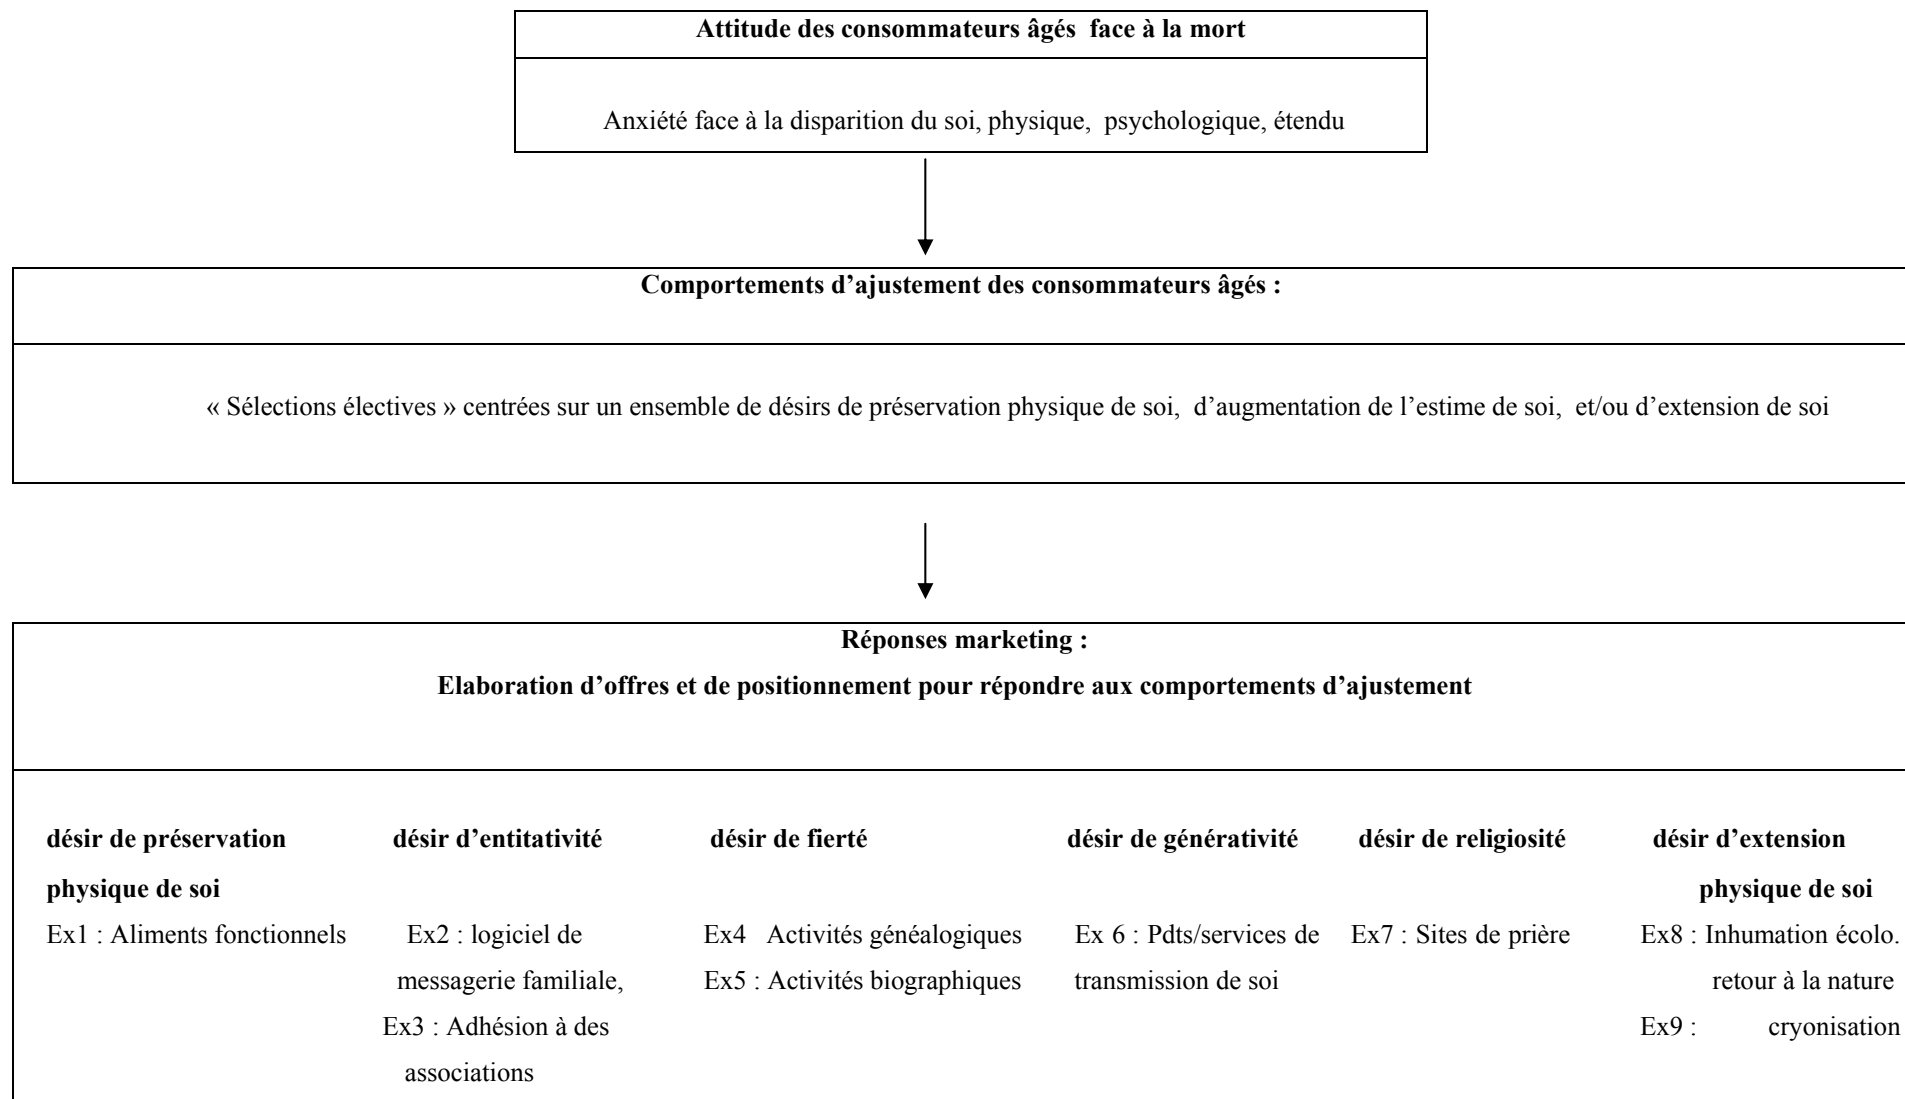 Attitude des consommateurs âgés face à la mort
Anxiété face à la disparition du soi, physique, psychologique, étendu
Comportements d’ajustement des consommateurs âgés :
« Sélections électives » centrées sur un ensemble de désirs de préservation physique de soi, d’augmentation de l’estime de soi, et/ou d’extension de soi
Réponses marketing :
Elaboration d’offres et de positionnement pour répondre aux comportements d’ajustement
désir de préservation
physique de soi
Ex1 : Aliments fonctionnels
désir d’entitativité
Ex2 : logiciel de
messagerie familiale,
Ex3 : Adhésion à des
associations
désir de fierté
Ex4 Activités généalogiques
Ex5 : Activités biographiques
désir de générativité
Ex 6 : Pdts/services de
transmission de soi
désir de religiosité
Ex7 : Sites de prière
désir d’extension
physique de soi
Ex8 : Inhumation écolo.
retour à la nature
Ex9 : cryonisation